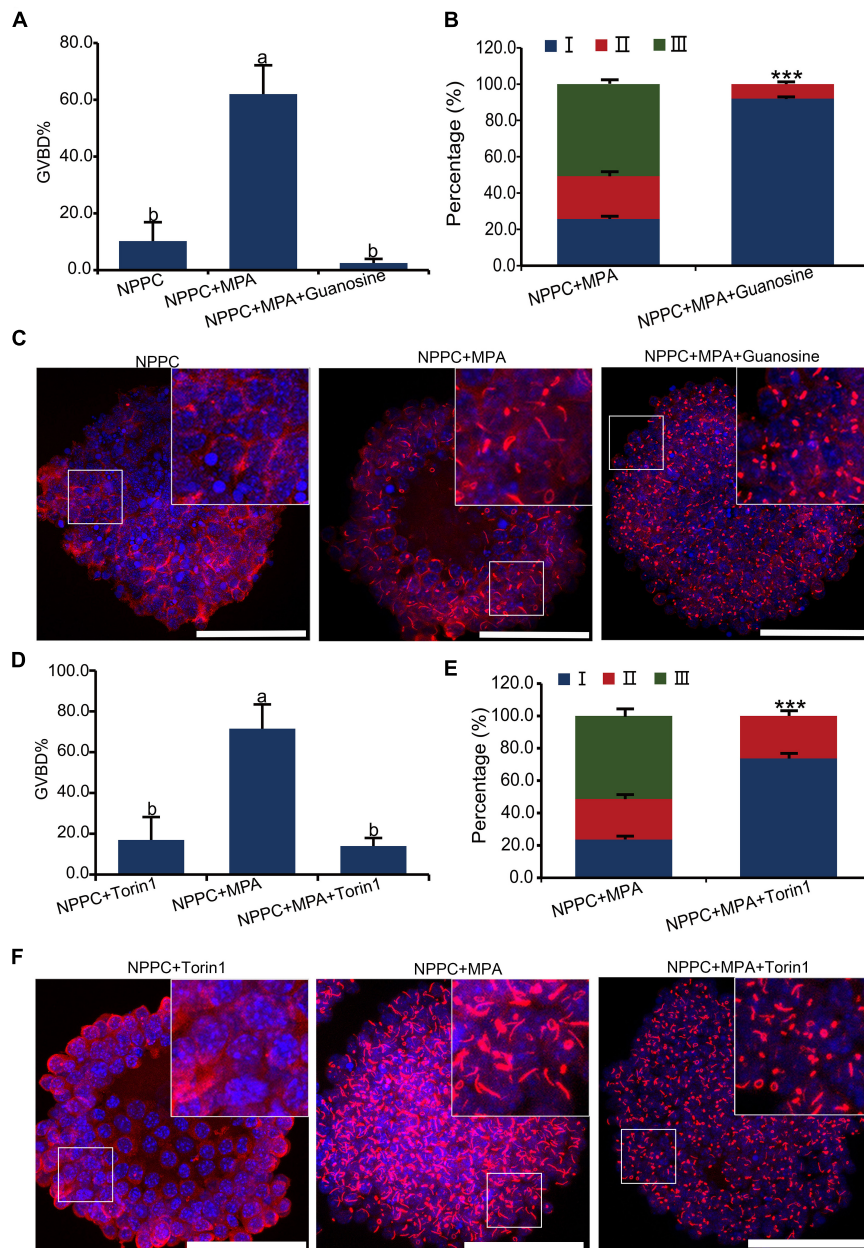 A
80.0
60.0
40.0
20.0
0.0
GVBD%
b
a
b
NPPC
NPPC+MPA
NPPC+MPA+Guanosine
B
I II III
120.0
100.0
80.0
60.0
40.0
20.0
0.0
Percentage (%)
***
NPPC+MPA
NPPC+MPA+Guanosine
C
NPPC
NPPC+MPA
NPPC+MPA+Guanosine
D
100.0
80.0
60.0
40.0
20.0
0.0
GVBD%
b
a
b
NPPC+Torin1
NPPC+MPA
NPPC+MPA+Torin1
E
I II III
120.0
100.0
80.0
60.0
40.0
20.0
0.0
Percentage (%)
***
NPPC+MPA
NPPC+MPA+Torin1
F
NPPC+Torin1
NPPC+MPA
NPPC+MPA+Torin1